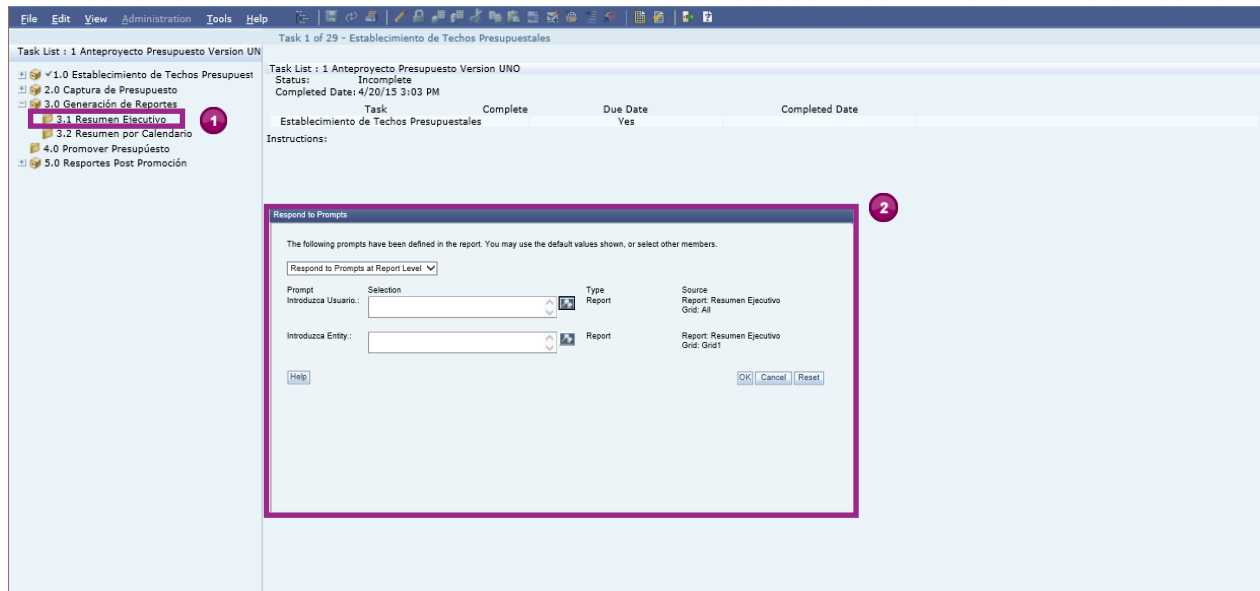 File Edit View Administration Tools Help
Task 1 of 29 - Establecimiento de Techos Presupuestales
Task List : 1 Anteproyecto Presupuesto Version UN
1.0 Establecimiento de Techos Presupuest
2.0 Captura de Presupuesto
3.0 Generación de Reportes
3.1 Resumen Ejecutivo
1
3.2 Resumen por Calendario
4.0 Promover Presupúesto
5.0 Resportes Post Promoción
Task List : 1 Anteproyecto Presupuesto Version UNO
Status: Incomplete
Completed Date: 4/20/15 3:03 PM
Task Complete Due Date Completed Date
Establecimiento de Techos Presupuestales Yes
Instructions:
2
Respond to Prompts
The following prompts have been defined in the report. You may use the default values shown, or select other members.
Respond to Prompts at Report Level
Prompt Selection Type Source
Introduzca Usuario.: Report Report: Resumen Ejecutivo
Grid: All
Introduzca Entity.: Report Report: Resumen Ejecutivo
Grid: Grid1
Help OK Cancel Reset